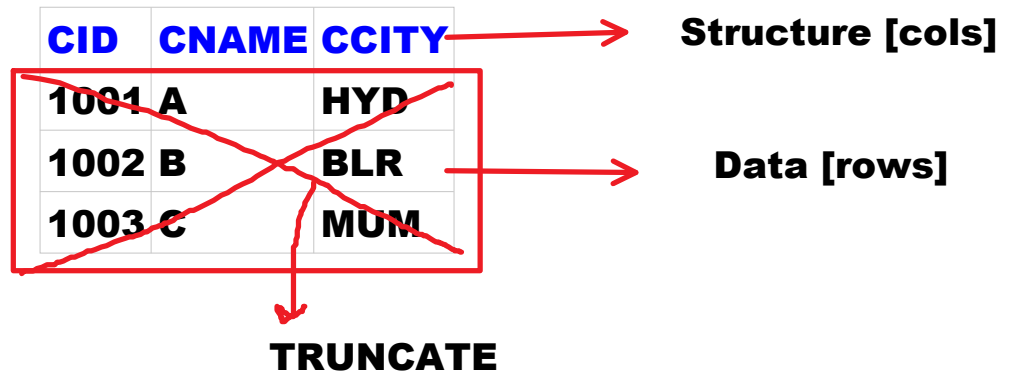 CID CNAME CCITY Structure [cols]
1001 A HYD
1002 B BLR Data [rows]
1003 C MUM
TRUNCATE